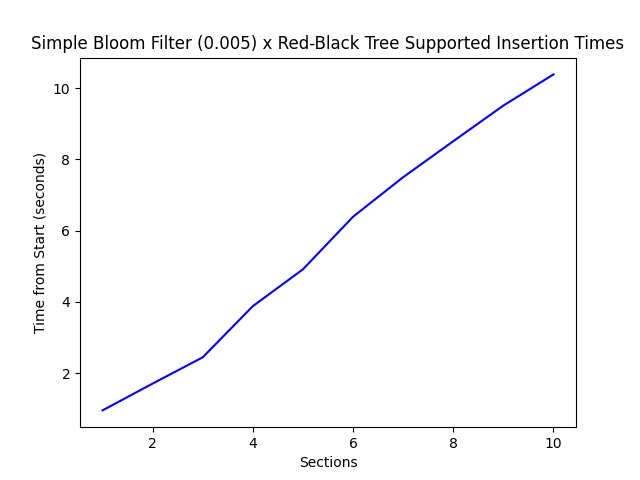 Simple Bloom Filter (0.005) x Red-Black Tree Supported Insertion Times
10
8
6
4
2
Time from Start (seconds)
2 4 6 8 10
Sections